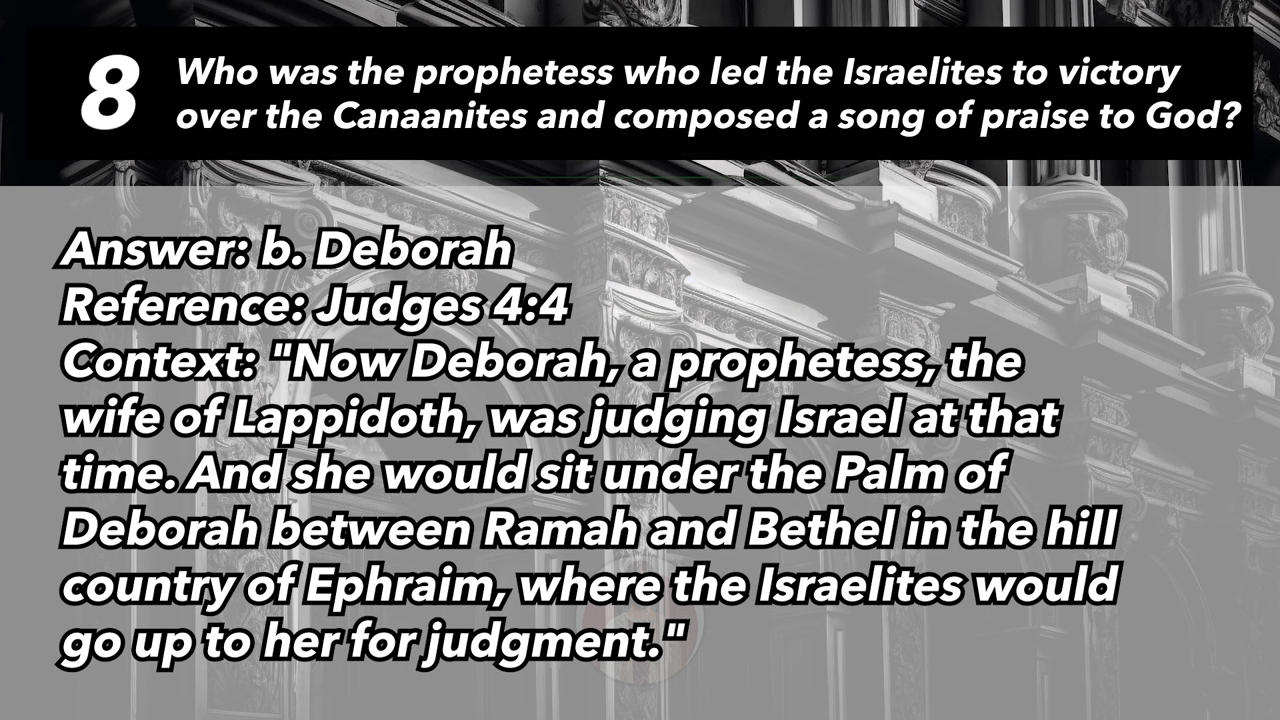 8
Who was the prophetess who led the Israelites to victory
over the Canaanites and composed a song of praise to God?
Answer: b. Deborah
Reference: Judges 4:4
Context: "Now Deborah, a prophetess, the
wife of Lappidoth, was judging Israel at that
time. And she would sit under the Palm of
Deborah between Ramah and Bethel in the hill
country of Ephraim, where the Israelites would
go up to her for judgment."